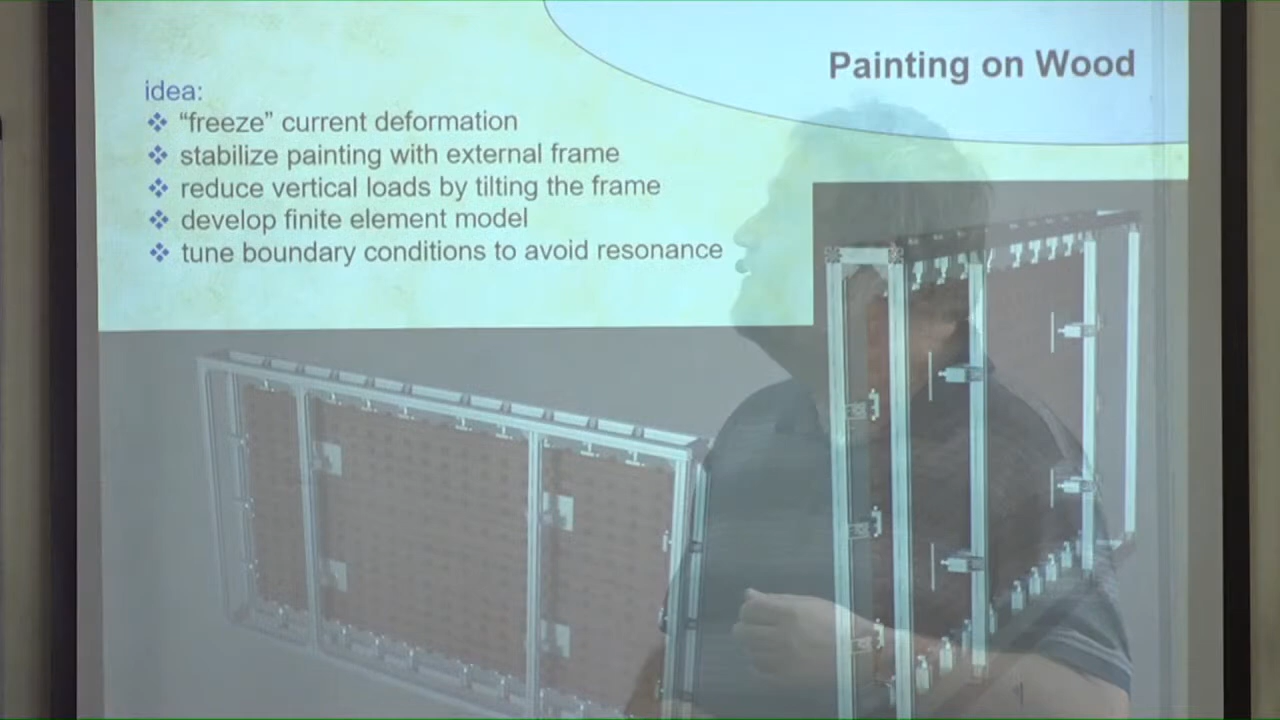 Painting on Wood
idea:
“freeze” current deformation
stabilize painting with external frame
reduce vertical loads by tilting the frame
develop finite element model
tune boundary conditions to avoid resonance